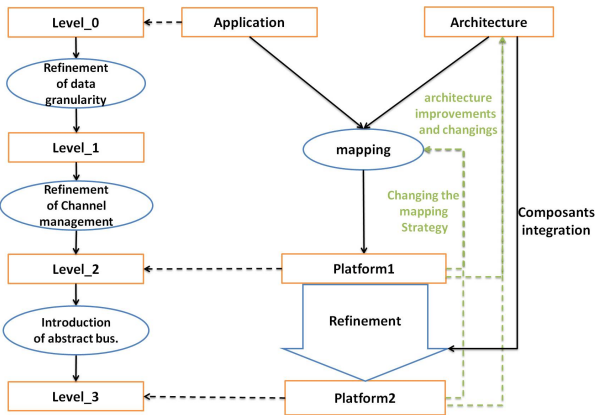 Level_0
Application
Architecture
Refinement
of data
granularity
architecture
improvements
and changings
Level_1
mapping
Refinement
of Channel
management
Changing the
mapping
Strategy
Composants
integration
Level_2
Platform1
Introduction
of abstract bus.
Refinement
Level_3
Platform2